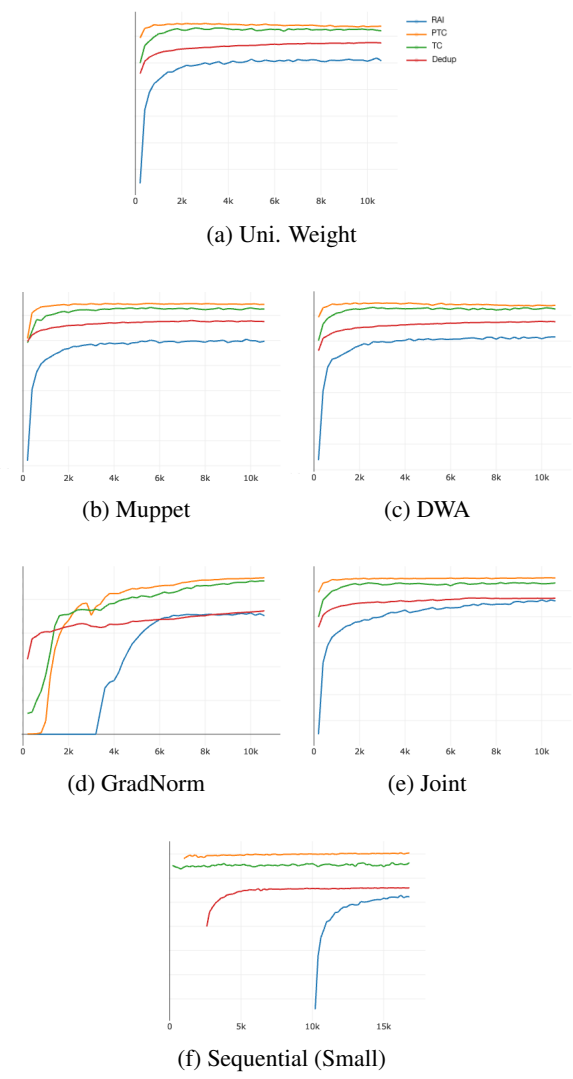 RAI
PTC
TC
Dedup
0 2k 4k 6k 8k 10k
(a) Uni. Weight
0 2k 4k 6k 8k 10k
0 2k 4k 6k 8k 10k
(b) Muppet
(c) DWA
0 2k 4k 6k 8k 10k
0 2k 4k 6k 8k 10k
(d) GradNorm
(e) Joint
0 5k 10k 15k
(f) Sequential (Small)